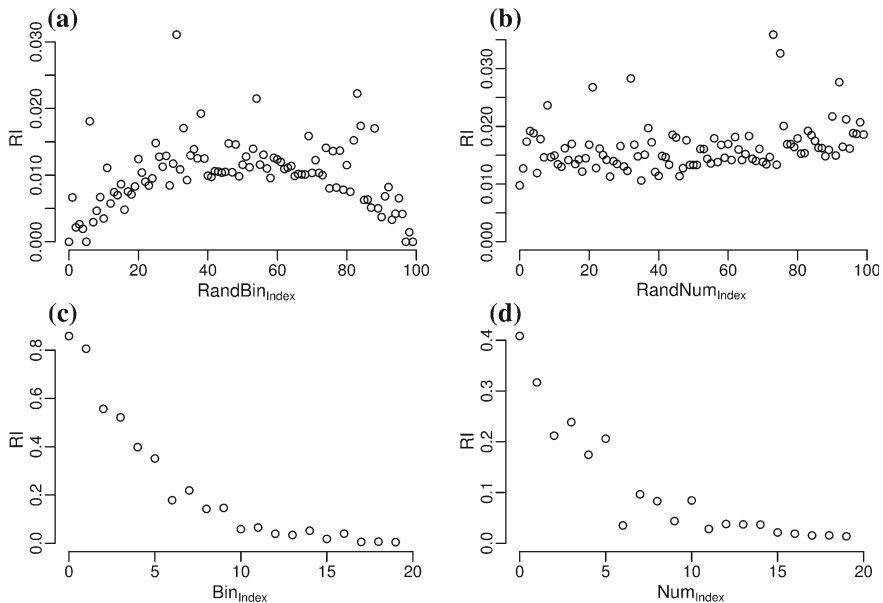 (a)
RI
0.000 0.010 0.020 0.030
0 20 40 60 80 100
RandBinIndex
(b)
RI
0.000 0.010 0.020 0.030
0 20 40 60 80 100
RandNumIndex
(c)
RI
0.0 0.2 0.4 0.6 0.8
0 5 10 15 20
BinIndex
(d)
RI
0.0 0.1 0.2 0.3 0.4
0 5 10 15 20
NumIndex